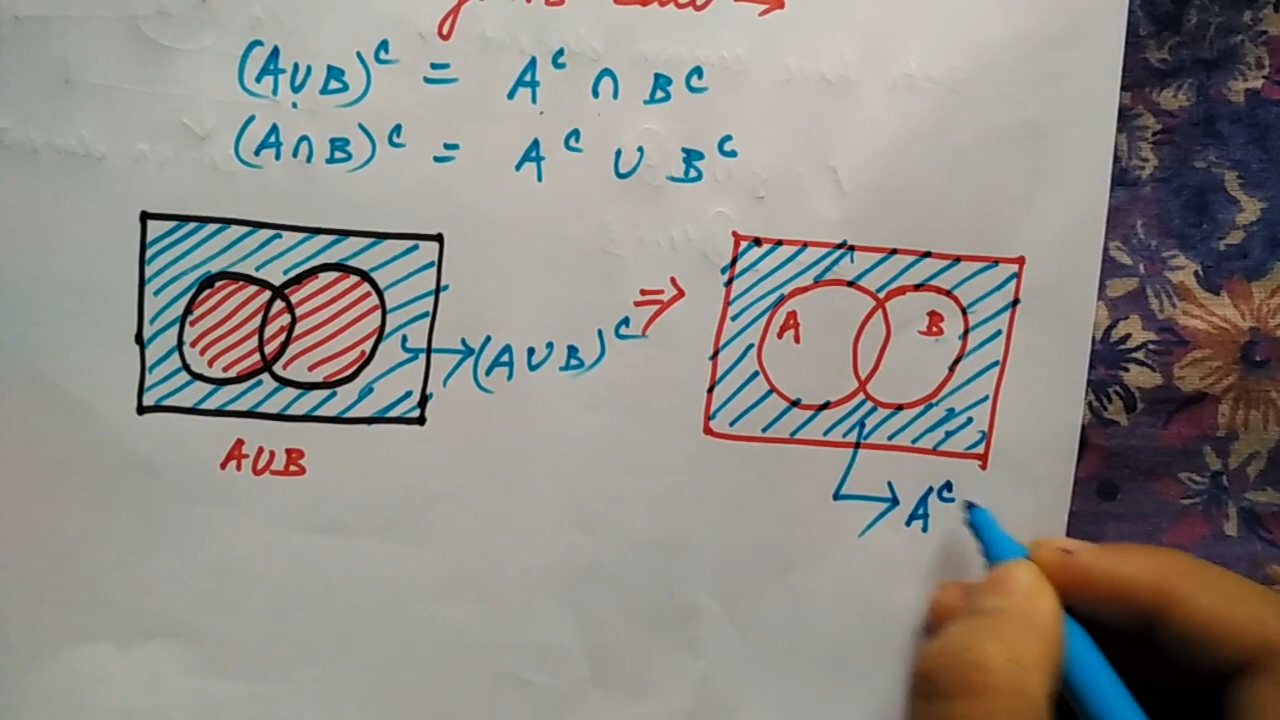 (A∪B)ᶜ = Aᶜ ∩ Bᶜ
(A∩B)ᶜ = Aᶜ ∪ Bᶜ
→(A∪B)ᶜ ⇒
A B
A∪B
→ Aᶜ